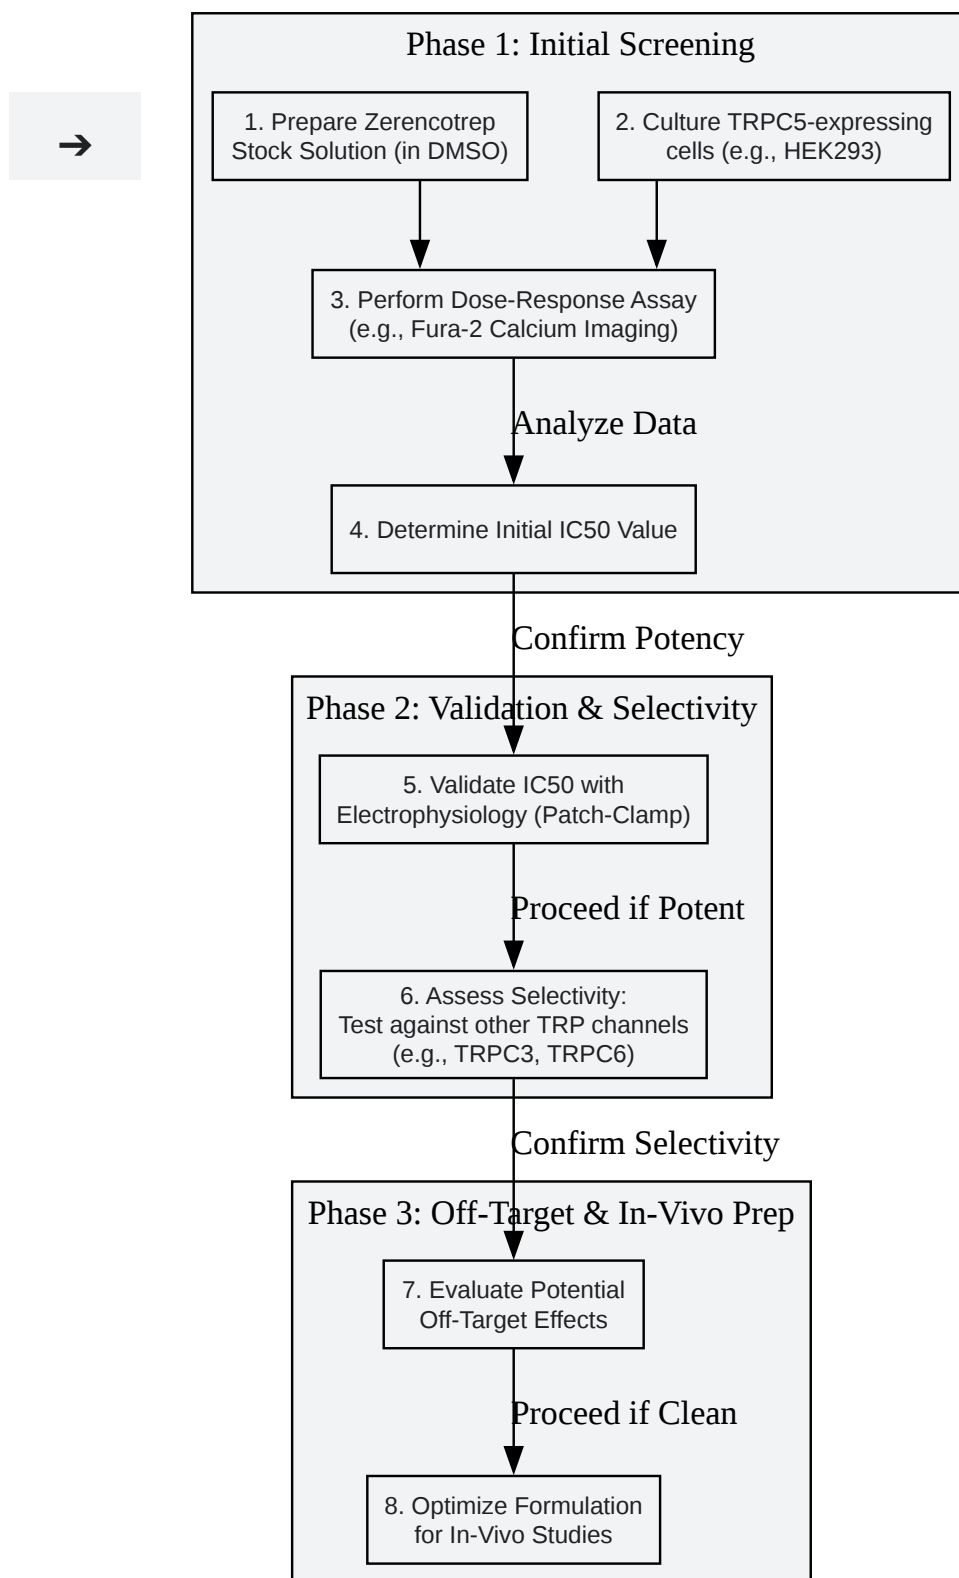 Phase 1: Initial Screening
➔
1. Prepare Zerencotrep
Stock Solution (in DMSO)
2. Culture TRPC5-expressing
cells (e.g., HEK293)
3. Perform Dose-Response Assay
(e.g., Fura-2 Calcium Imaging)
Analyze Data
4. Determine Initial IC50 Value
Confirm Potency
Phase 2: Validation & Selectivity
5. Validate IC50 with
Electrophysiology (Patch-Clamp)
Proceed if Potent
6. Assess Selectivity:
Test against other TRP channels
(e.g., TRPC3, TRPC6)
Confirm Selectivity
Phase 3: Off-Target & In-Vivo Prep
7. Evaluate Potential
Off-Target Effects
Proceed if Clean
8. Optimize Formulation
for In-Vivo Studies